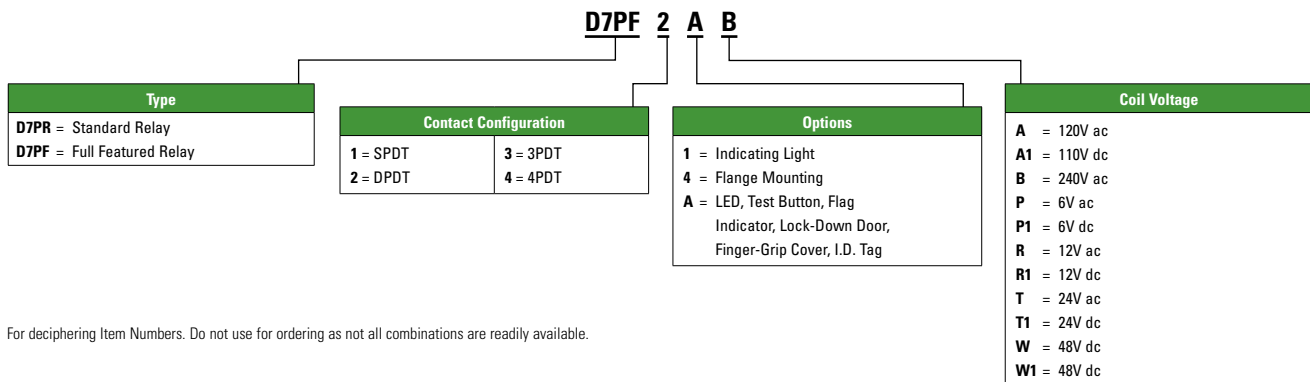 D7PF 2 A B
Type
D7PR = Standard Relay
D7PF = Full Featured Relay
Contact Configuration
1 = SPDT
2 = DPDT
3 = 3PDT
4 = 4PDT
Options
1 = Indicating Light
4 = Flange Mounting
A = LED, Test Button, Flag
Indicator, Lock-Down Door,
Finger-Grip Cover, I.D. Tag
Coil Voltage
A = 120V ac
A1 = 110V dc
B = 240V ac
P = 6V ac
P1 = 6V dc
R = 12V ac
R1 = 12V dc
T = 24V ac
T1 = 24V dc
W = 48V dc
W1 = 48V dc
For deciphering Item Numbers. Do not use for ordering as not all combinations are readily available.